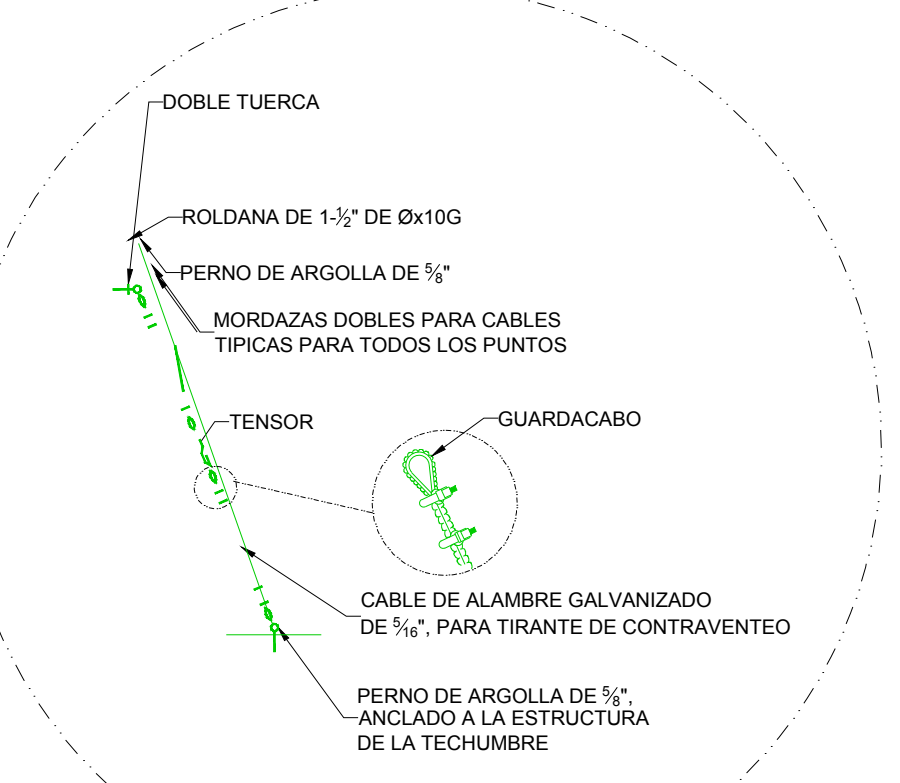 DOBLE TUERCA
ROLDANA DE 1-½" DE Øx10G
PERNO DE ARGOLLA DE ⅝"
MORDAZAS DOBLES PARA CABLES
TIPICAS PARA TODOS LOS PUNTOS
TENSOR
GUARDACABO
CABLE DE ALAMBRE GALVANIZADO
DE 5⁄16", PARA TIRANTE DE CONTRAVENTEO
PERNO DE ARGOLLA DE ⅝",
ANCLADO A LA ESTRUCTURA
DE LA TECHUMBRE